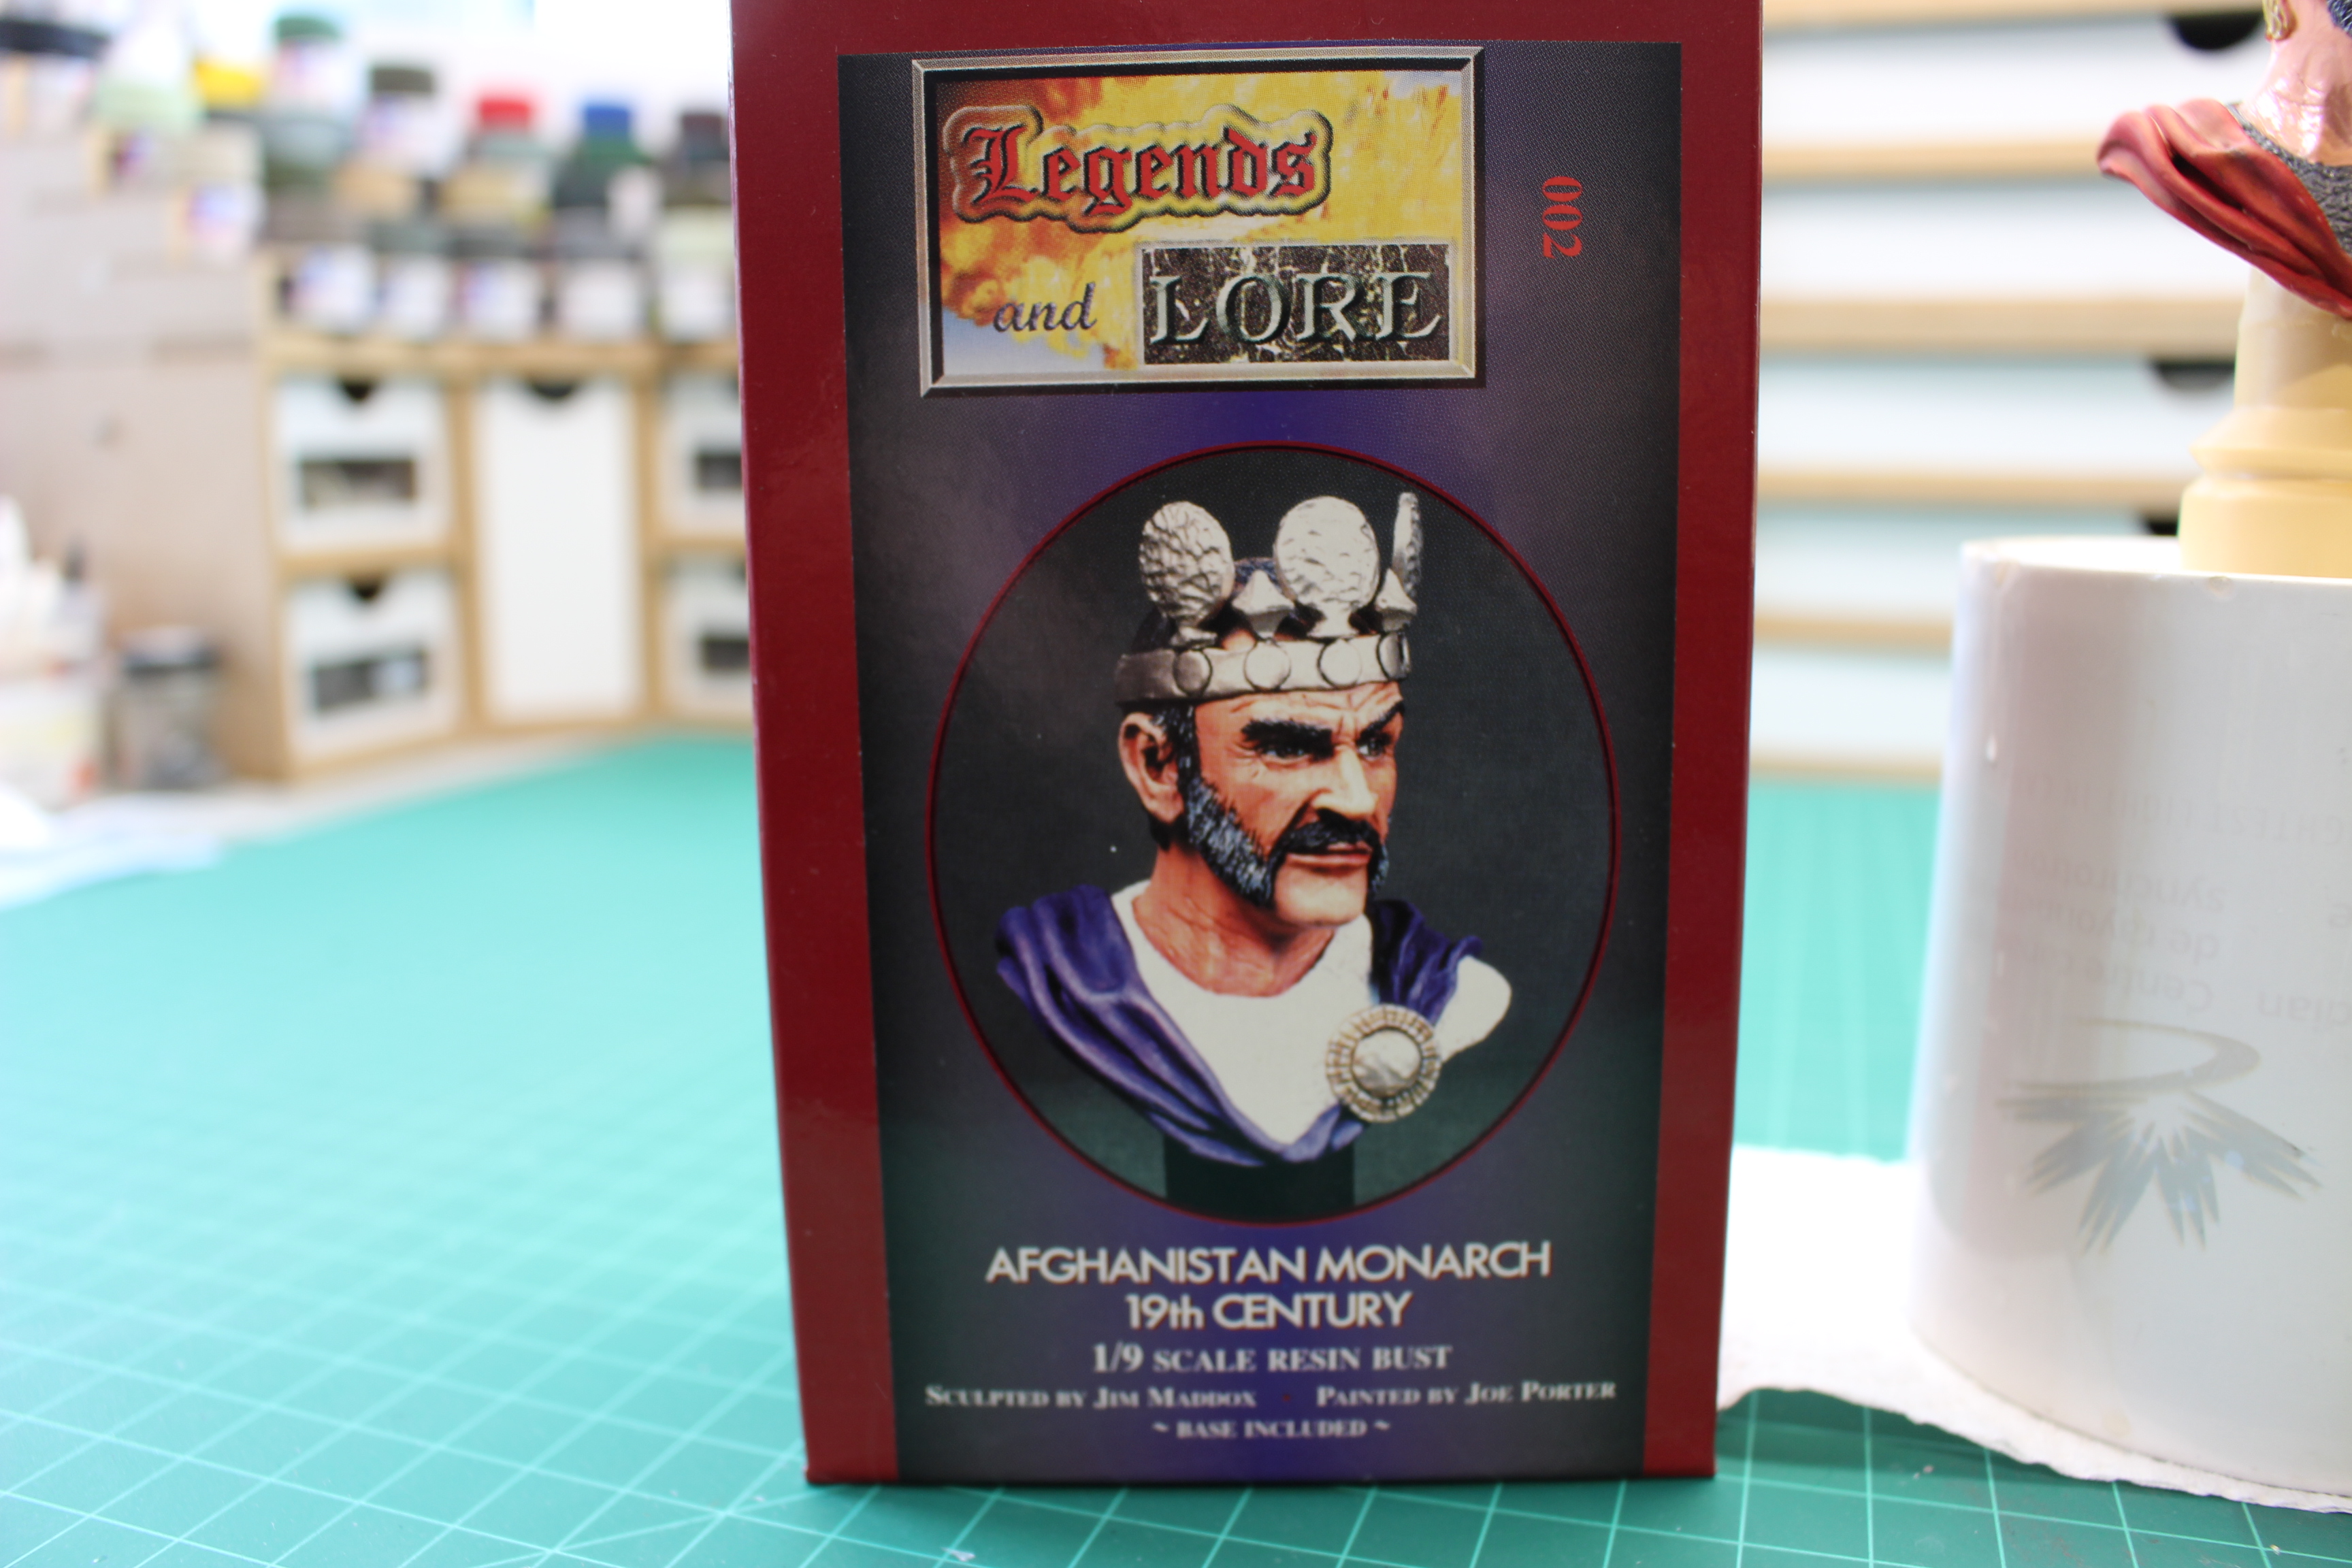 Legends
and LORE
002
AFGHANISTAN MONARCH
19th CENTURY
1/9 SCALE RESIN BUST
SCULPTED BY JIM MADDOX · PAINTED BY JOE PORTER
~ BASE INCLUDED ~